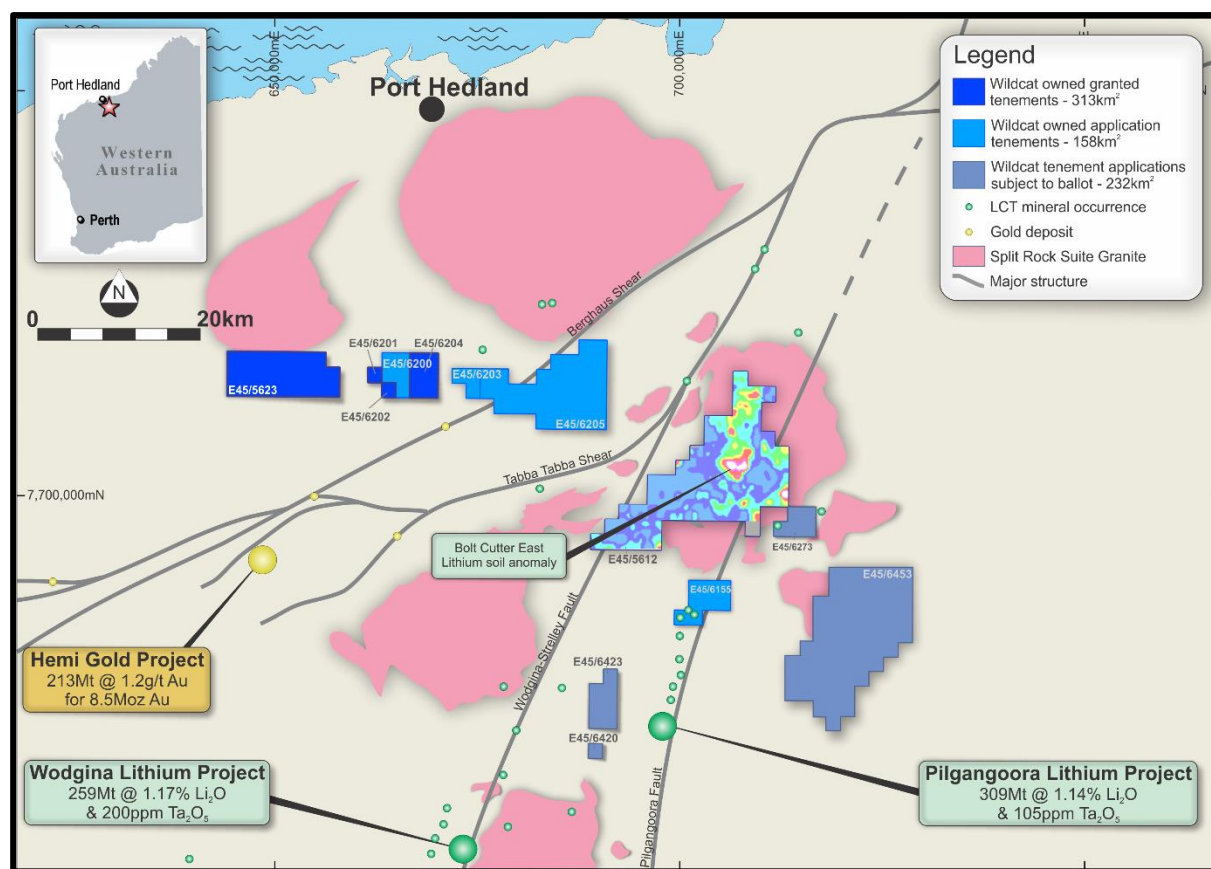 650,000mE
700,000mE
Port Hedland
Western
Australia
Perth
N
0
20km
Port Hedland
Legend
Wildcat owned granted
tenements - 313km²
Wildcat owned application
tenements - 158km²
Wildcat tenement applications
subject to ballot - 232km²
LCT mineral occurrence
Gold deposit
Split Rock Suite Granite
Major structure
Berghaus Shear
E45/6201
E45/6204
E45/6200
E45/5623
E45/6202
E45/6203
E45/6205
Tabba Tabba Shear
7,700,000mN
Bolt Cutter East
Lithium soil anomaly
E45/5612
E45/6273
E45/6453
E45/6155
Wodgina-Strelley Fault
E45/6423
E45/6420
Pilgangoora Fault
Hemi Gold Project
213Mt @ 1.2g/t Au
for 8.5Moz Au
Wodgina Lithium Project
259Mt @ 1.17% Li₂O
& 200ppm Ta₂O₅
Pilgangoora Lithium Project
309Mt @ 1.14% Li₂O
& 105ppm Ta₂O₅